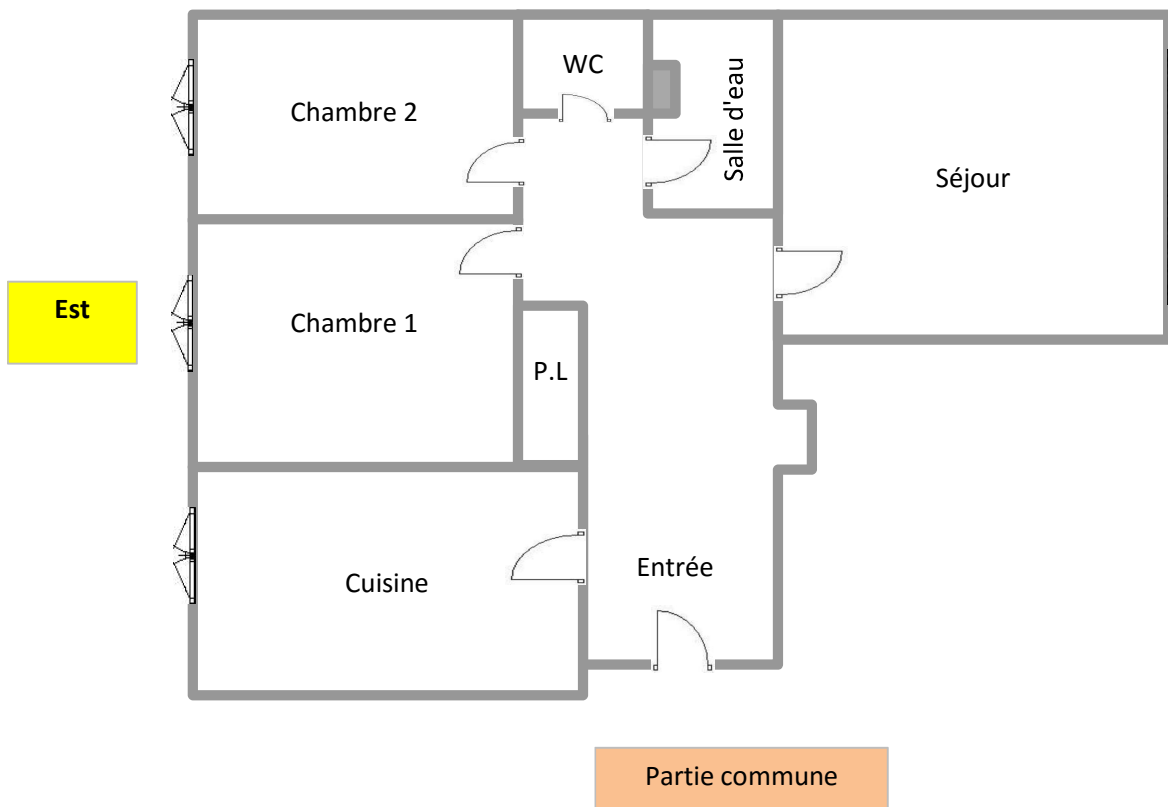 WC
Chambre 2
Salle d'eau
Séjour
Est
Chambre 1
P.L
Entrée
Cuisine
Partie commune